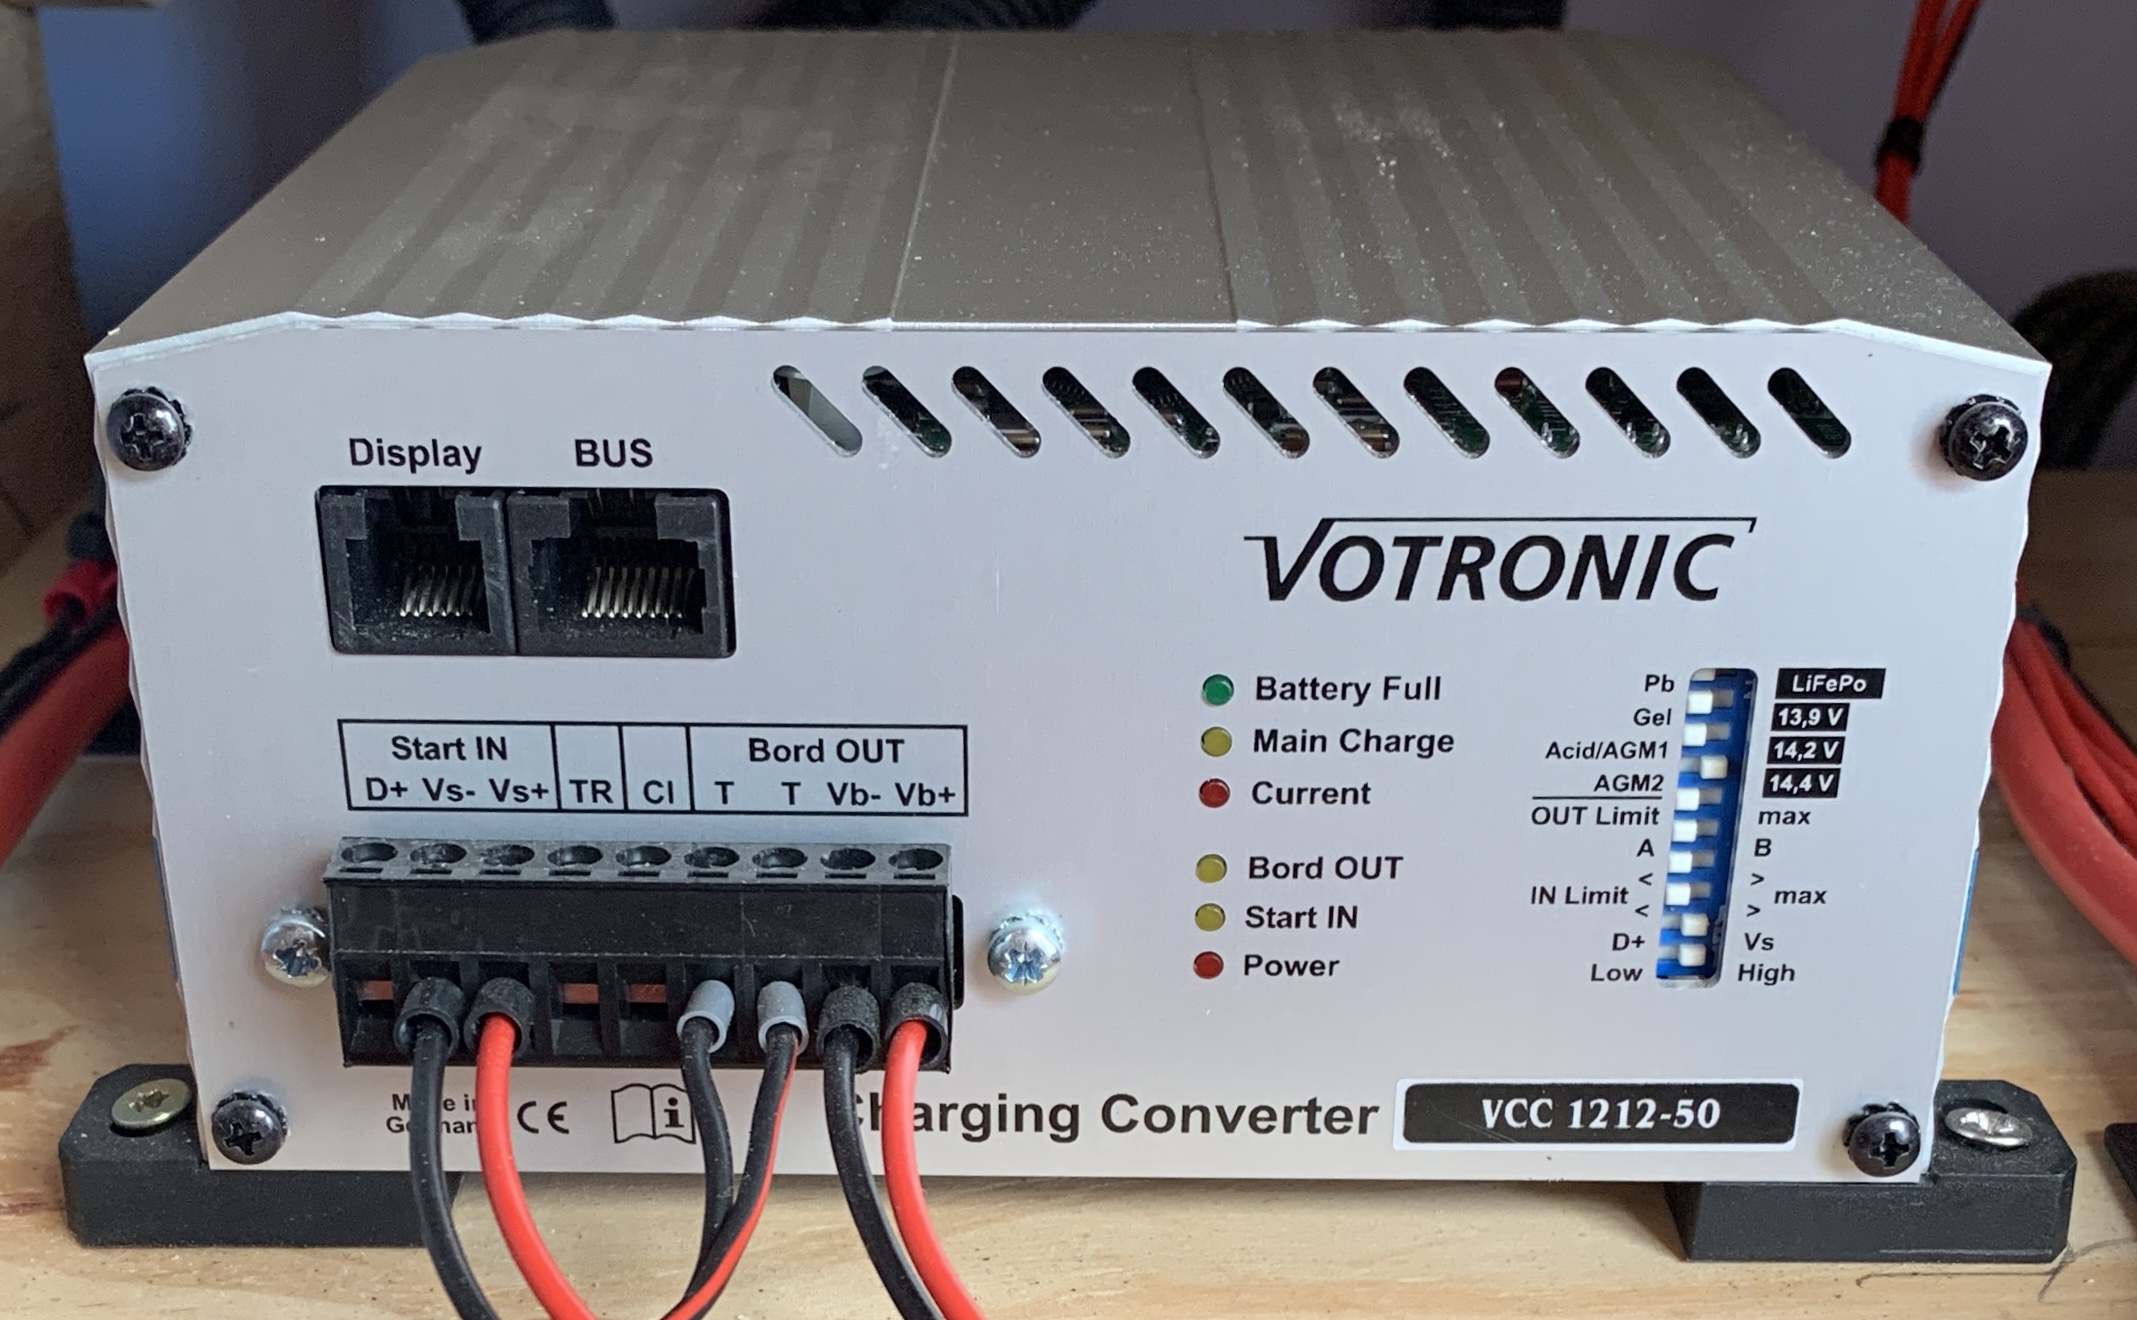 Display BUS
VOTRONIC
Battery Full
Main Charge
Current
Bord OUT
Start IN
Power
Pb LiFePo
Gel 13,9 V
Acid/AGM1 14,2 V
AGM2 14,4 V
OUT Limit max
A B
< >
IN Limit max
< >
D+ Vs
Low High
Start IN Bord OUT
D+ Vs- Vs+ TR CI T T Vb- Vb+
CE i
Charging Converter VCC 1212-50